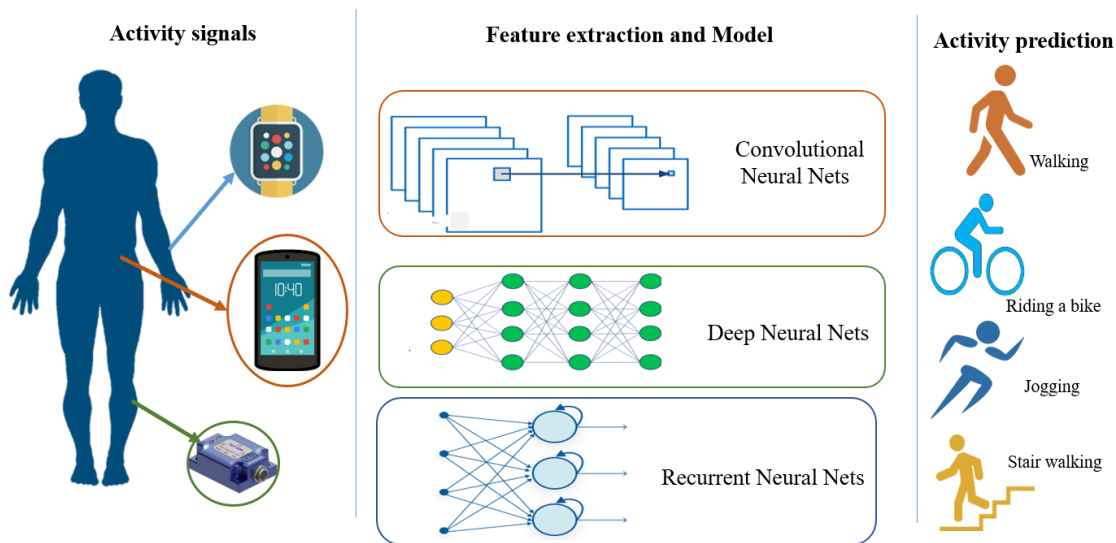 Activity signals
10:40
Feature extraction and Model
Convolutional
Neural Nets
Deep Neural Nets
Recurrent Neural Nets
Activity prediction
Walking
Riding a bike
Jogging
Stair walking